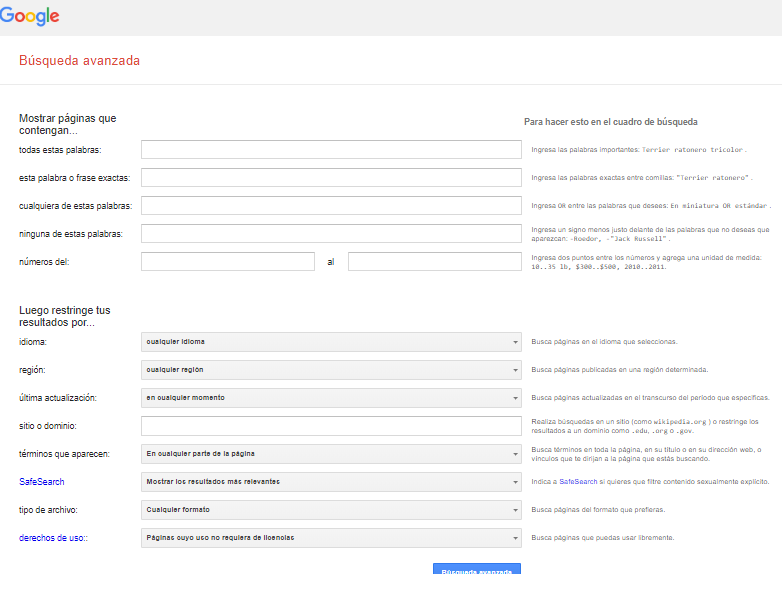 Google
Búsqueda avanzada
Mostrar páginas que
contengan...
Para hacer esto en el cuadro de búsqueda
todas estas palabras:
Ingresa las palabras importantes: Terrier ratonero tricolor .
esta palabra o frase exactas:
Ingresa las palabras exactas entre comillas: "Terrier ratonero" .
cualquiera de estas palabras:
Ingresa OR entre las palabras que desees: En miniatura OR estándar .
ninguna de estas palabras:
Ingresa un signo menos justo delante de las palabras que no deseas que
aparezcan: -Roedor, -"Jack Russell" .
números del:
al
Ingresa dos puntos entre los números y agrega una unidad de medida:
10..35 lb, $300..$500, 2010..2011.
Luego restringe tus
resultados por...
idioma:
cualquier idioma
Busca páginas en el idioma que seleccionas.
región:
cualquier región
Busca páginas publicadas en una región determinada.
última actualización:
en cualquier momento
Busca páginas actualizadas en el transcurso del período que especificas.
sitio o dominio:
Realiza búsquedas en un sitio (como wikipedia.org ) o restringe los
resultados a un dominio como .edu, .org o .gov.
términos que aparecen:
En cualquier parte de la página
Busca términos en toda la página, en su título o en su dirección web, o
vínculos que te dirijan a la página que estás buscando.
SafeSearch
Mostrar los resultados más relevantes
Indica a SafeSearch si quieres que filtre contenido sexualmente explícito.
tipo de archivo:
Cualquier formato
Busca páginas del formato que prefieras.
derechos de uso::
Páginas cuyo uso no requiera de licencias
Busca páginas que puedas usar libremente.
Búsqueda avanzada